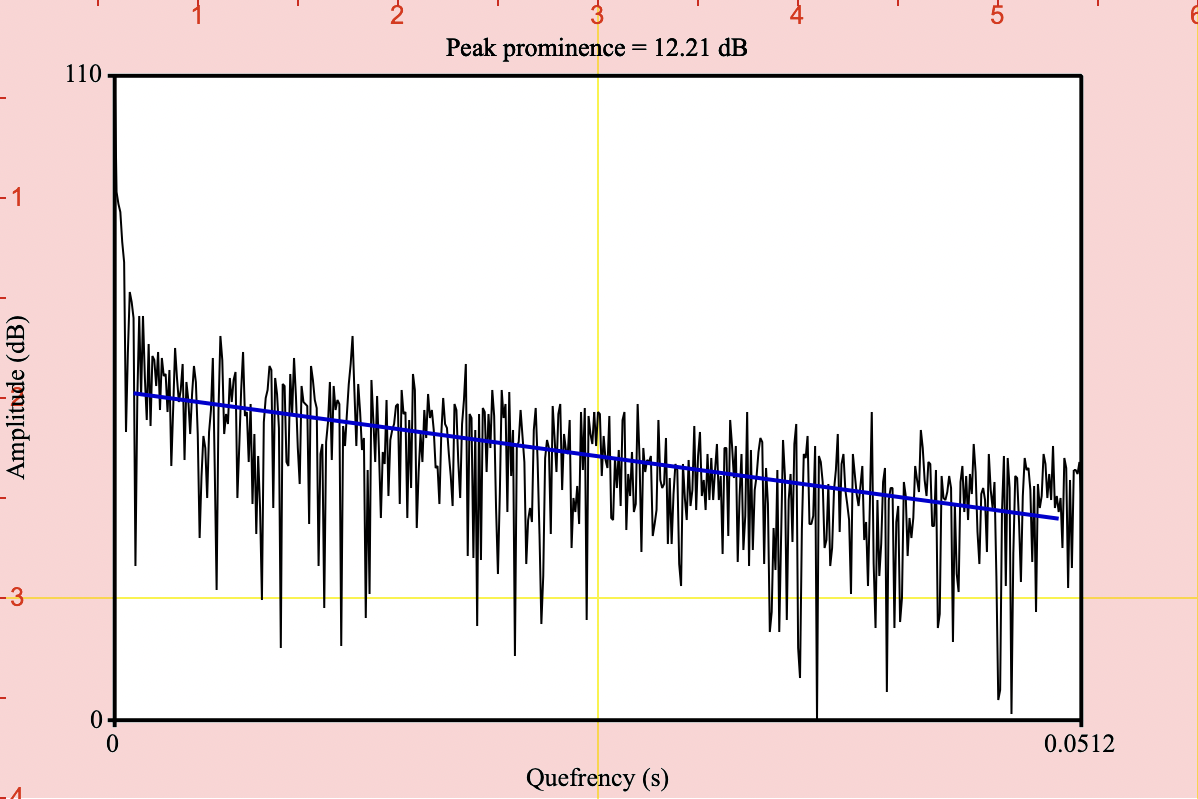 1 2 3 4 5 6
Peak prominence = 12.21 dB
110
1
Amplitude (dB)
2
3
0
0 0.0512
Quefrency (s)
4